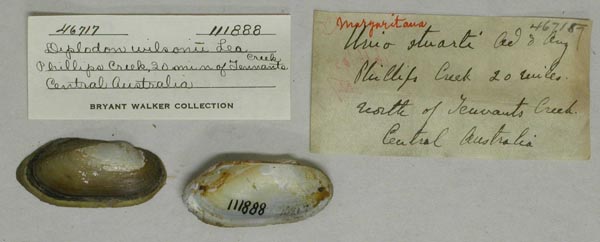 46717 111888
Diplodon wilsonii Lea
Phillips Creek, 20 mi n of Tennants Creek
Central Australia
BRYANT WALKER COLLECTION
46718
Margaritana
Unio stuarti Ad & Ang
Phillips Creek 20 miles
north of Tennants Creek
Central Australia
111888